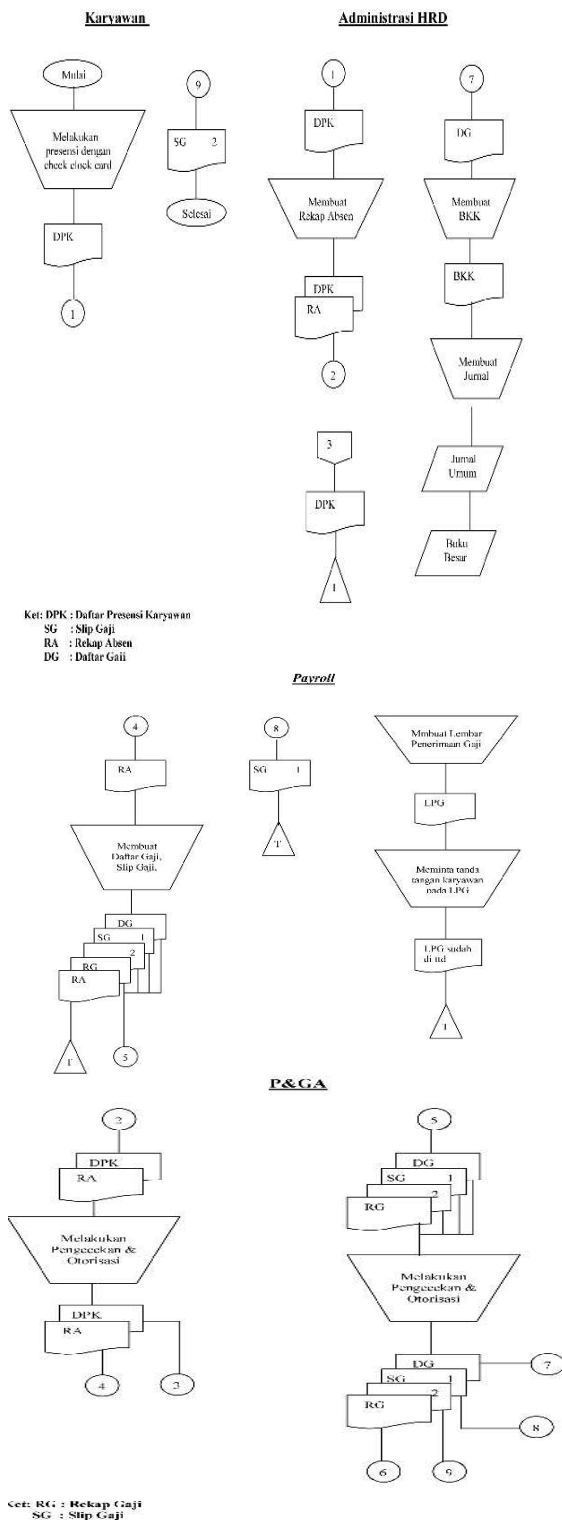 Karyawan
Mulai
Melakukan
presensi dengan
check clock card
DPK
1
9
SG 2
Selesai
Administrasi HRD
1
DPK
Membuat
Rekap Absen
DPK
RA
2
3
DPK
1
7
DG
Membuat
BKK
BKK
Membuat
Jurnal
Jurnal
Umum
Buku
Besar
Ket: DPK : Daftar Presensi Karyawan
SG : Slip Gaji
RA : Rekap Absen
DG : Daftar Gaji
Payroll
4
RA
Membuat
Daftar Gaji,
Slip Gaji,
DG
SG 1
2
RG
RA
T
5
8
SG 1
T
Mmbuat Lembar
Penerimaan Gaji
LPG
Meminta tanda
tangan karyawan
pada LPG
LPG sudah
di ttd
1
P&GA
2
DPK
RA
Melakukan
Pengecekan &
Otorisasi
DPK
RA
4
3
5
DG
SG 1
2
RG
Melakukan
Pengecekan &
Otorisasi
DG
SG 1
2
RG
7
8
6
9
Ket: RG : Rekap Gaji
SG : Slip Gaji